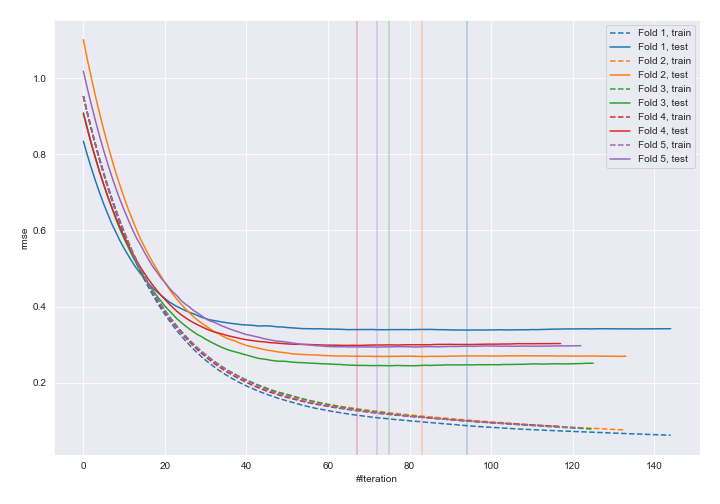 Fold 1, train
Fold 1, test
Fold 2, train
Fold 2, test
Fold 3, train
Fold 3, test
Fold 4, train
Fold 4, test
Fold 5, train
Fold 5, test
1.0
0.8
0.6
0.4
0.2
rmse
0 20 40 60 80 100 120 140
#Iteration